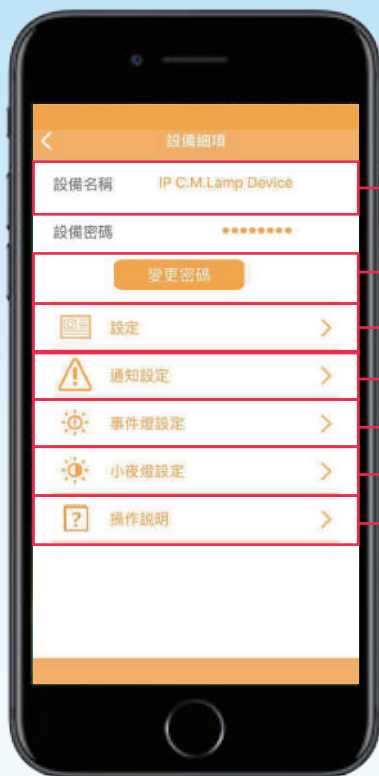 設備細項
設備名稱 IP C.M.Lamp Device
設備密碼 ••••••••
變更密碼
設定
通知設定
事件燈設定
小夜燈設定
操作説明